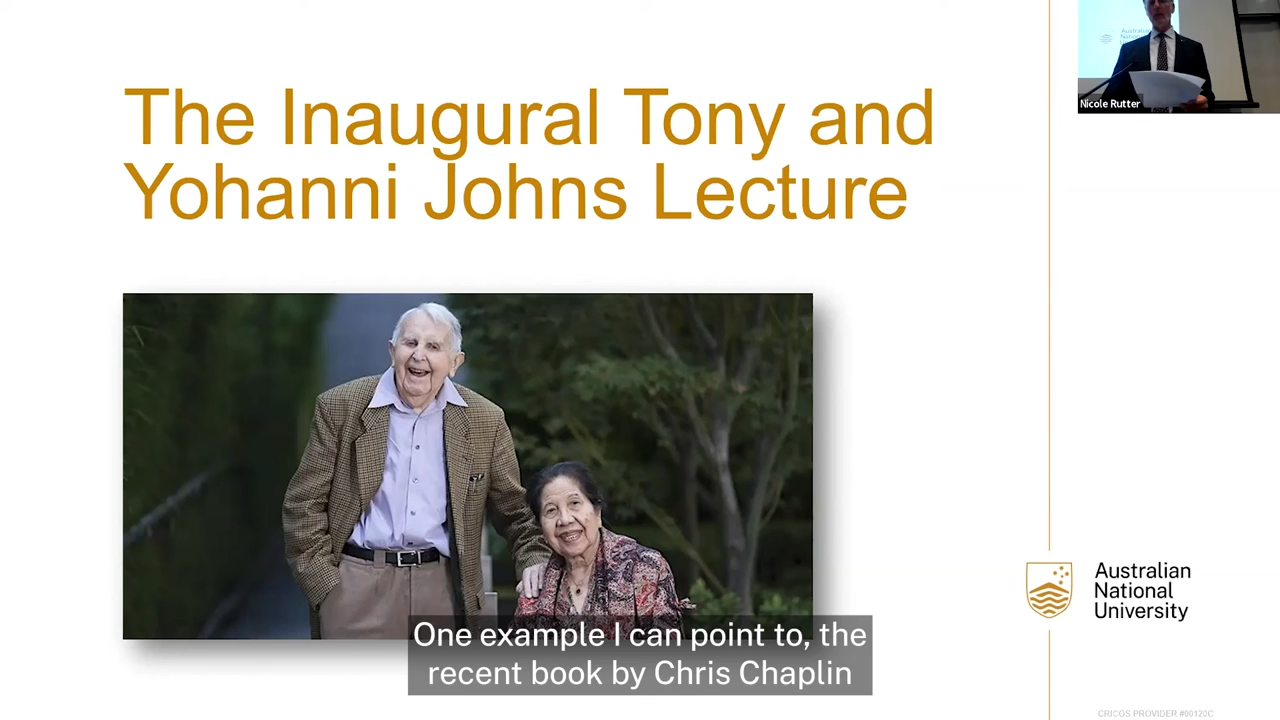 The Inaugural Tony and
Yohanni Johns Lecture
Nicole Rutter
Australian
National
University
One example I can point to, the
recent book by Chris Chaplin
CRICOS PROVIDER #00120C